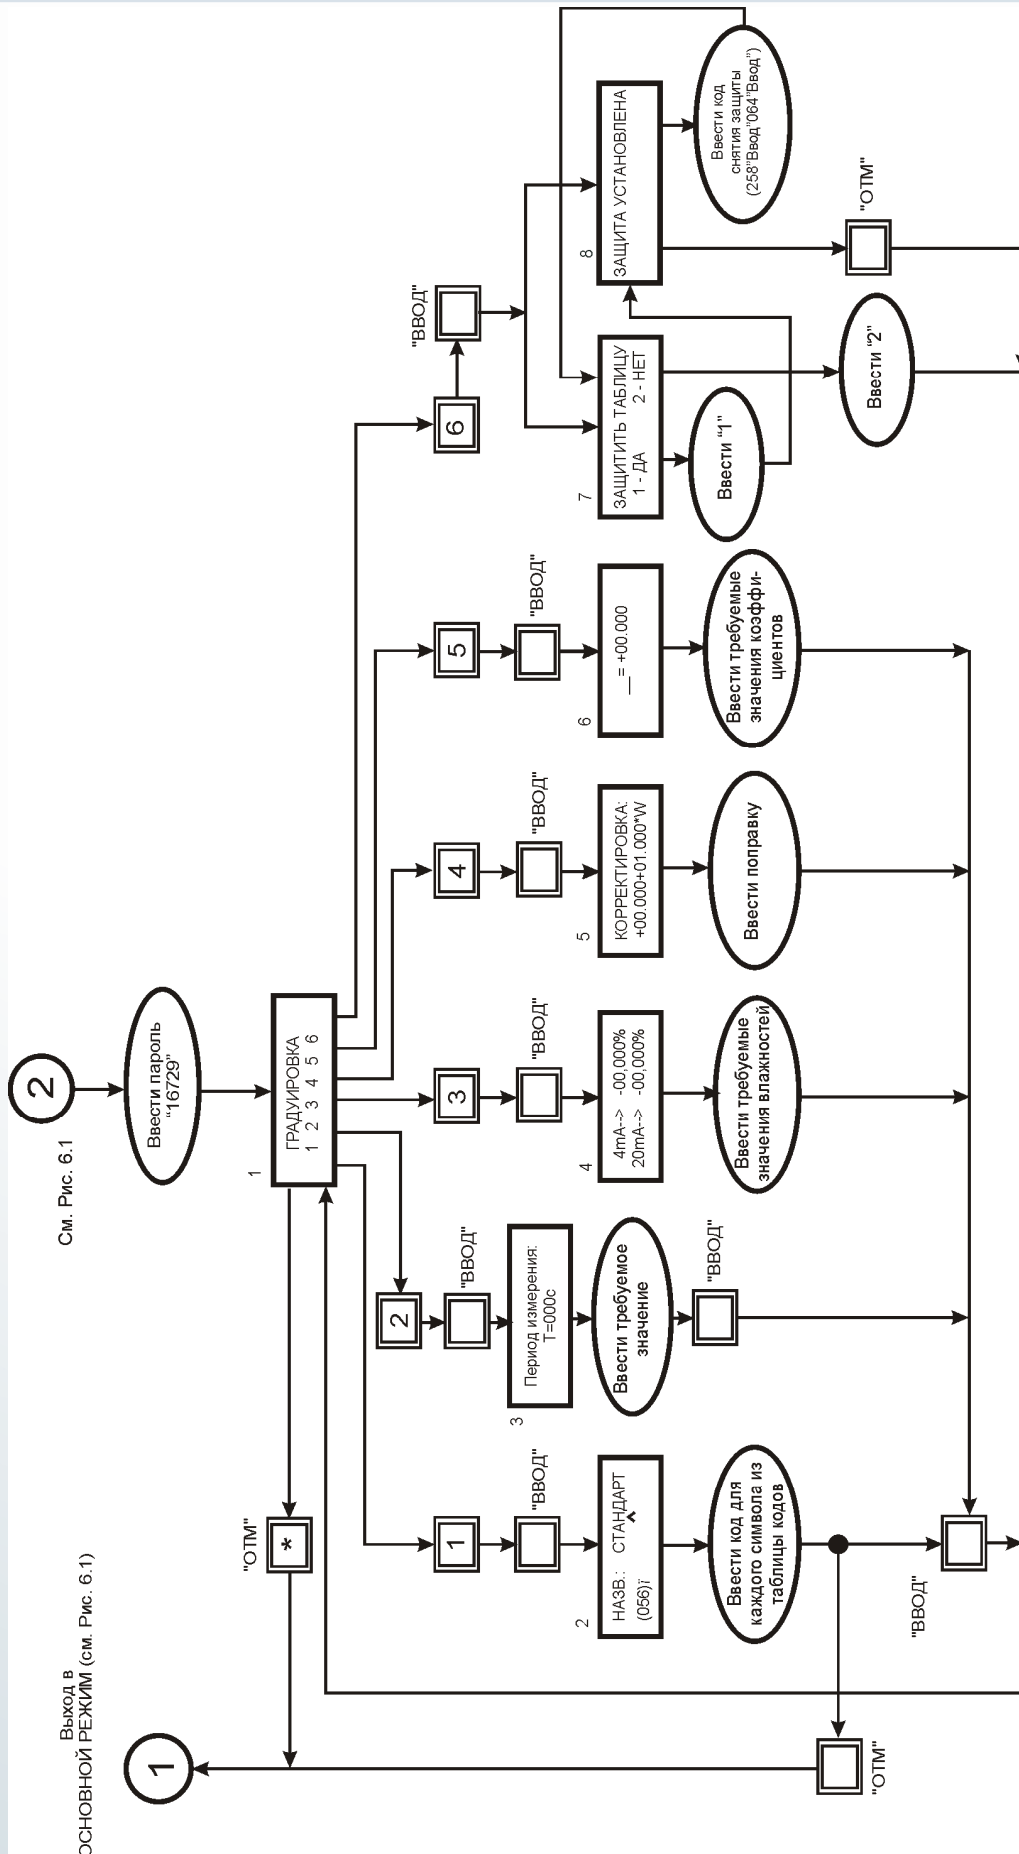 Выход в
ОСНОВНОЙ РЕЖИМ (см. Рис. 6.1)
1
См. Рис. 6.1
2
Ввести пароль
"16729"
1
ГРАДУИРОВКА
1 2 3 4 5 6
"ОТМ"
*
1
"ВВОД"
2
НАЗВ.: СТАНДАРТ
(056)ї
Ввести код для
каждого символа из
таблицы кодов
"ВВОД"
"ОТМ"
2
"ВВОД"
3
Период измерения:
Т=000с
Ввести требуемое
значение
"ВВОД"
3
"ВВОД"
4
4mA--> -00,000%
20mA--> -00,000%
Ввести требуемые
значения влажностей
4
"ВВОД"
5
КОРРЕКТИРОВКА:
+00.000+01.000*W
Ввести поправку
5
"ВВОД"
6
__= +00.000
Ввести требуемые
значения коэффи-
циентов
6
"ВВОД"
7
ЗАЩИТИТЬ ТАБЛИЦУ
1 - ДА 2 - НЕТ
Ввести "1"
Ввести "2"
8
ЗАЩИТА УСТАНОВЛЕНА
Ввести код
снятия защиты
(258"Ввод"064"Ввод")
"ОТМ"